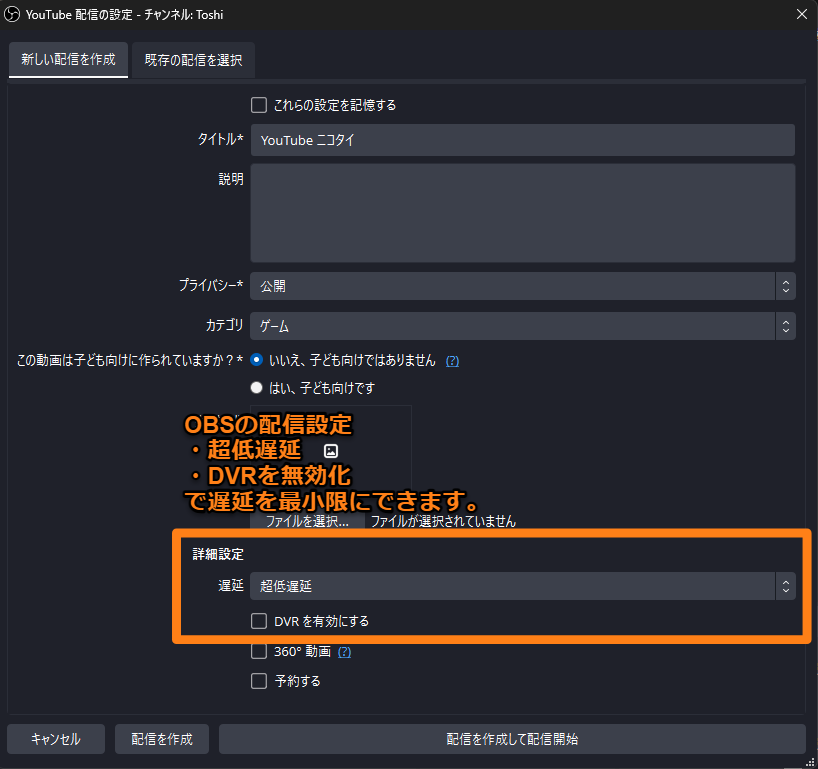 YouTube 配信の設定 - チャンネル: Toshi
新しい配信を作成 既存の配信を選択
これらの設定を記憶する
タイトル* YouTube ニコタイ
説明
プライバシー* 公開
カテゴリ ゲーム
この動画は子ども向けに作られていますか？* いいえ、子ども向けではありません (?)
はい、子ども向けです
OBSの配信設定
・超低遅延
・DVRを無効化
で遅延を最小限にできます。
ファイルを選択... ファイルが選択されていません
詳細設定
遅延 超低遅延
DVR を有効にする
360° 動画 (?)
予約する
キャンセル 配信を作成 配信を作成して配信開始